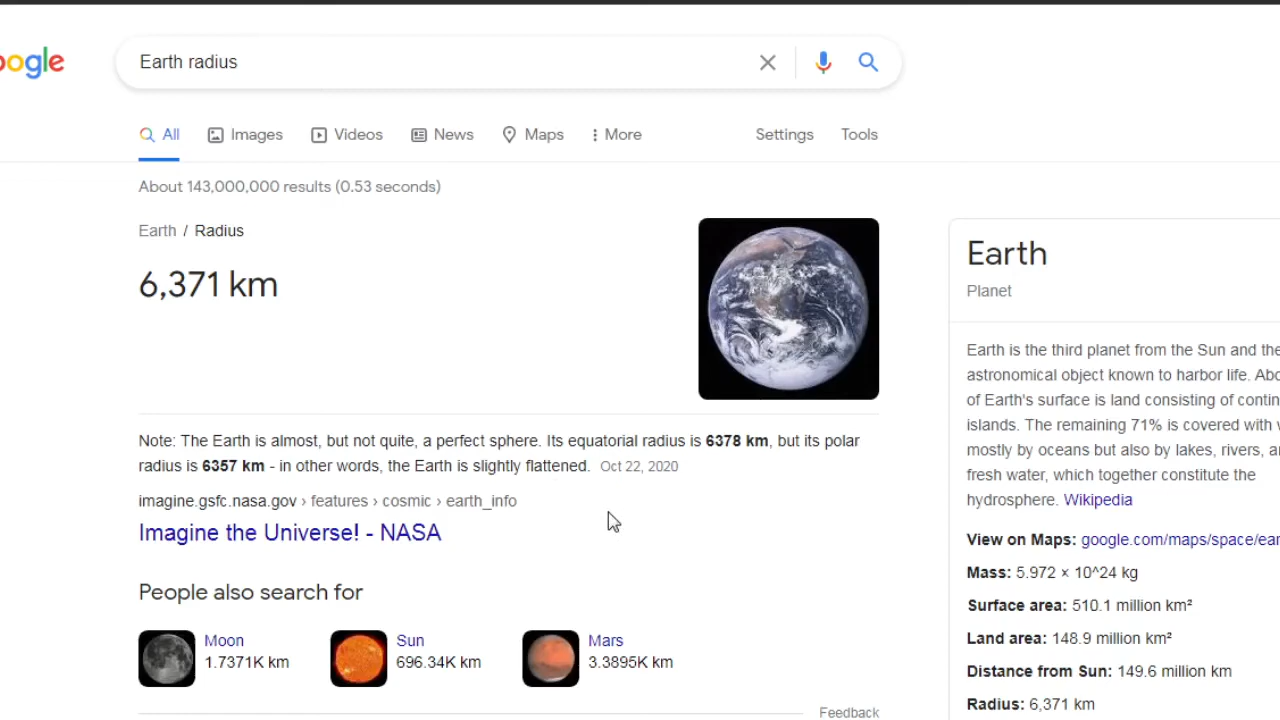 oogle
Earth radius
All Images Videos News Maps More Settings Tools
About 143,000,000 results (0.53 seconds)
Earth / Radius
6,371 km
Note: The Earth is almost, but not quite, a perfect sphere. Its equatorial radius is 6378 km, but its polar
radius is 6357 km - in other words, the Earth is slightly flattened. Oct 22, 2020
imagine.gsfc.nasa.gov › features › cosmic › earth_info
Imagine the Universe! - NASA
People also search for
Moon
1.7371K km
Sun
696.34K km
Mars
3.3895K km
Feedback
Earth
Planet
Earth is the third planet from the Sun and the
astronomical object known to harbor life. Abo
of Earth's surface is land consisting of contin
islands. The remaining 71% is covered with w
mostly by oceans but also by lakes, rivers, an
fresh water, which together constitute the
hydrosphere. Wikipedia
View on Maps: google.com/maps/space/ear
Mass: 5.972 × 10^24 kg
Surface area: 510.1 million km²
Land area: 148.9 million km²
Distance from Sun: 149.6 million km
Radius: 6,371 km